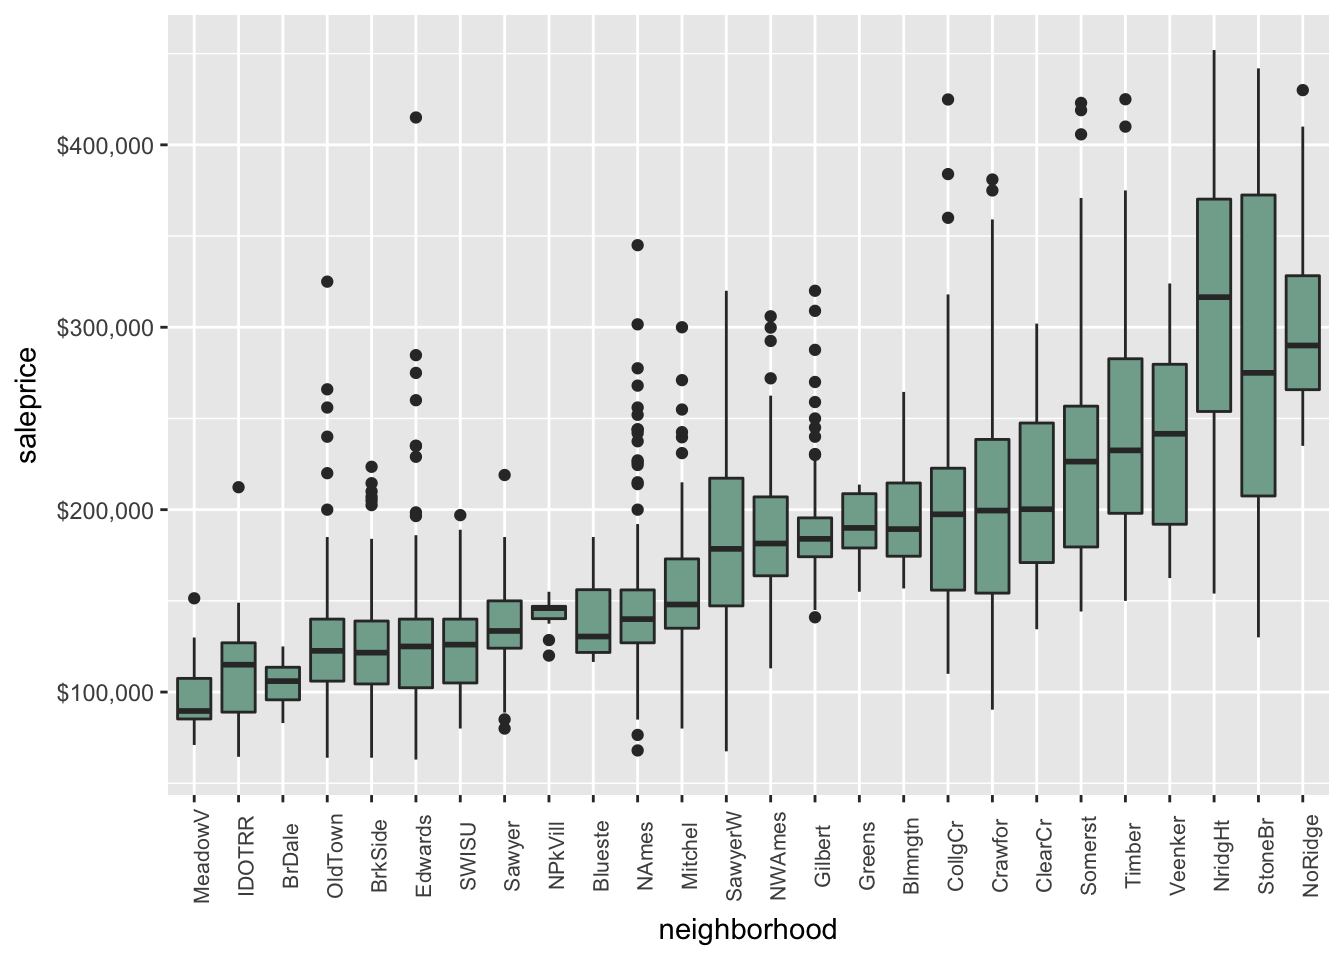 $400,000
$300,000
$200,000
$100,000
saleprice
MeadowV
IDOTRR
BrDale
OldTown
BrkSide
Edwards
SWISU
Sawyer
NPkVill
Blueste
NAmes
Mitchel
SawyerW
NWAmes
Gilbert
Greens
Blmngtn
CollgCr
Crawfor
ClearCr
Somerst
Timber
Veenker
NridgHt
StoneBr
NoRidge
neighborhood